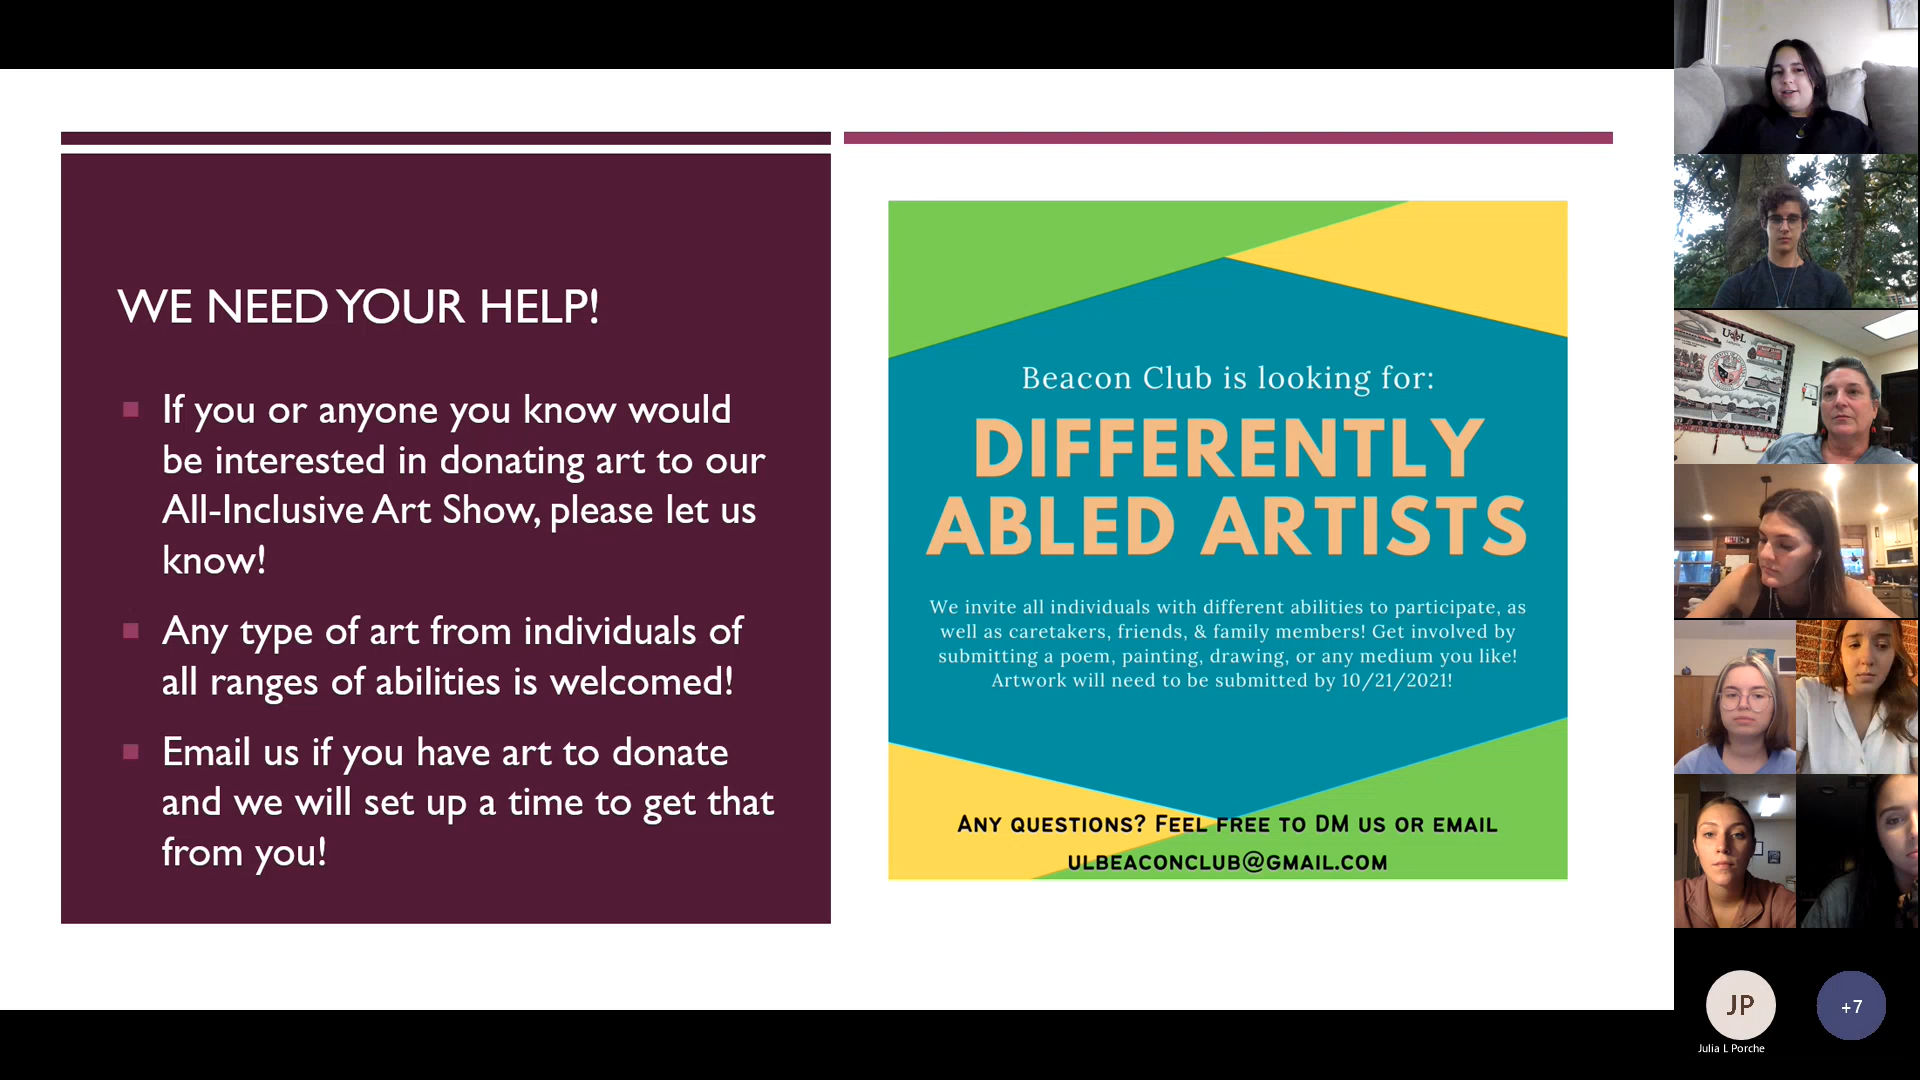 WE NEED YOUR HELP!
If you or anyone you know would
be interested in donating art to our
All-Inclusive Art Show, please let us
know!
Any type of art from individuals of
all ranges of abilities is welcomed!
Email us if you have art to donate
and we will set up a time to get that
from you!
Beacon Club is looking for:
DIFFERENTLY
ABLED ARTISTS
We invite all individuals with different abilities to participate, as
well as caretakers, friends, & family members! Get involved by
submitting a poem, painting, drawing, or any medium you like!
Artwork will need to be submitted by 10/21/2021!
ANY QUESTIONS? FEEL FREE TO DM US OR EMAIL
ULBEACONCLUB@GMAIL.COM
JP
Julia L Porche
+7